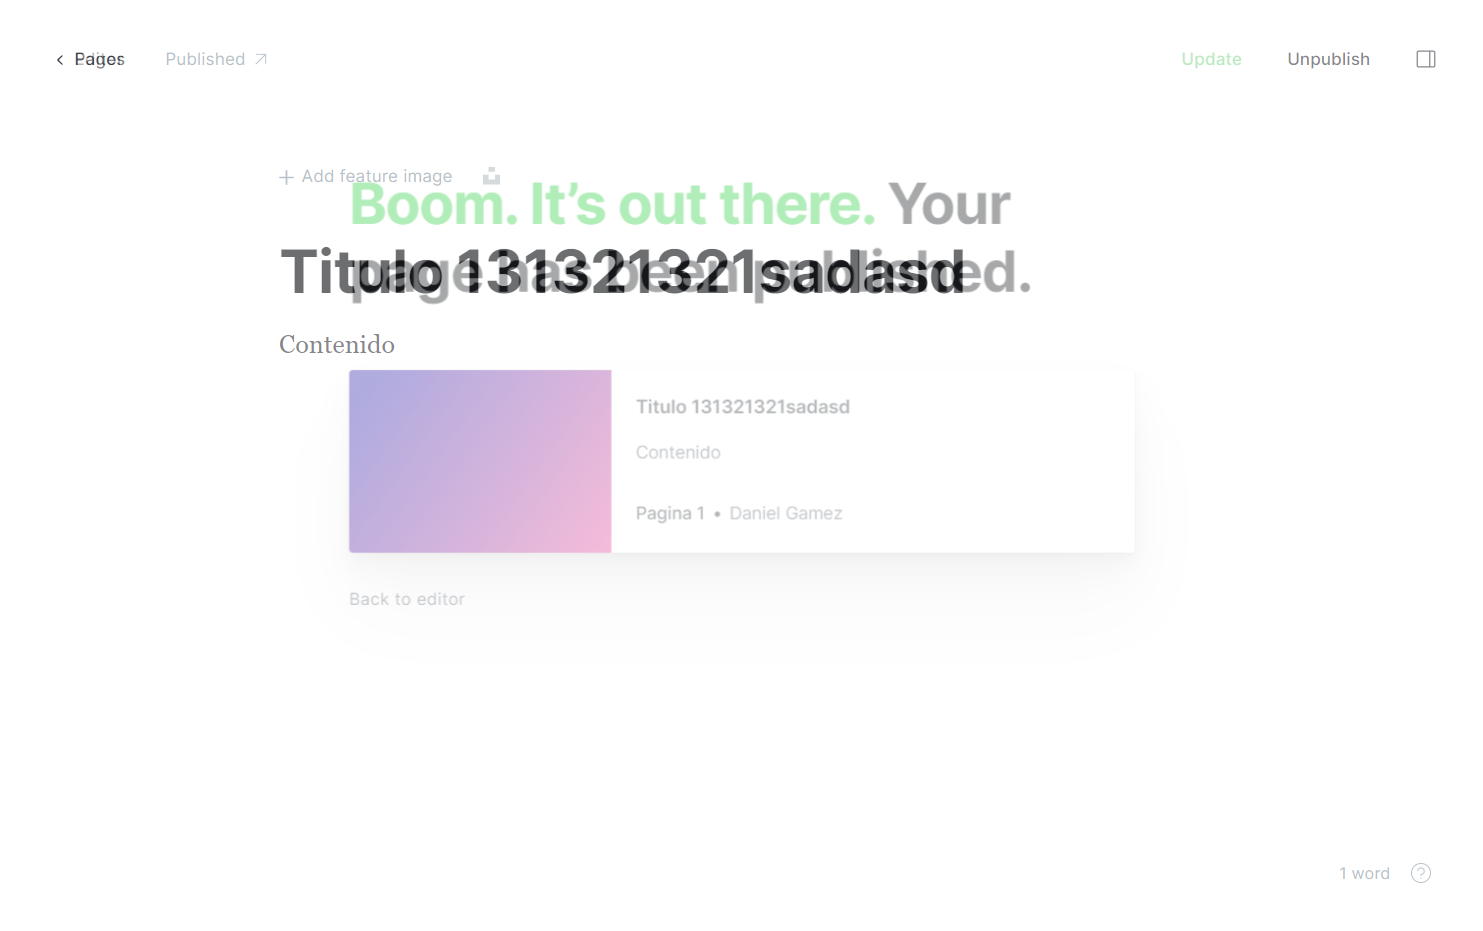 Pages
Editor
Published
Update
Unpublish
Add feature image
Boom. It’s out there. Your
page has been published.
Titulo 131321321sadasd
Contenido
Titulo 131321321sadasd
Contenido
Pagina 1 • Daniel Gamez
Back to editor
1 word
?